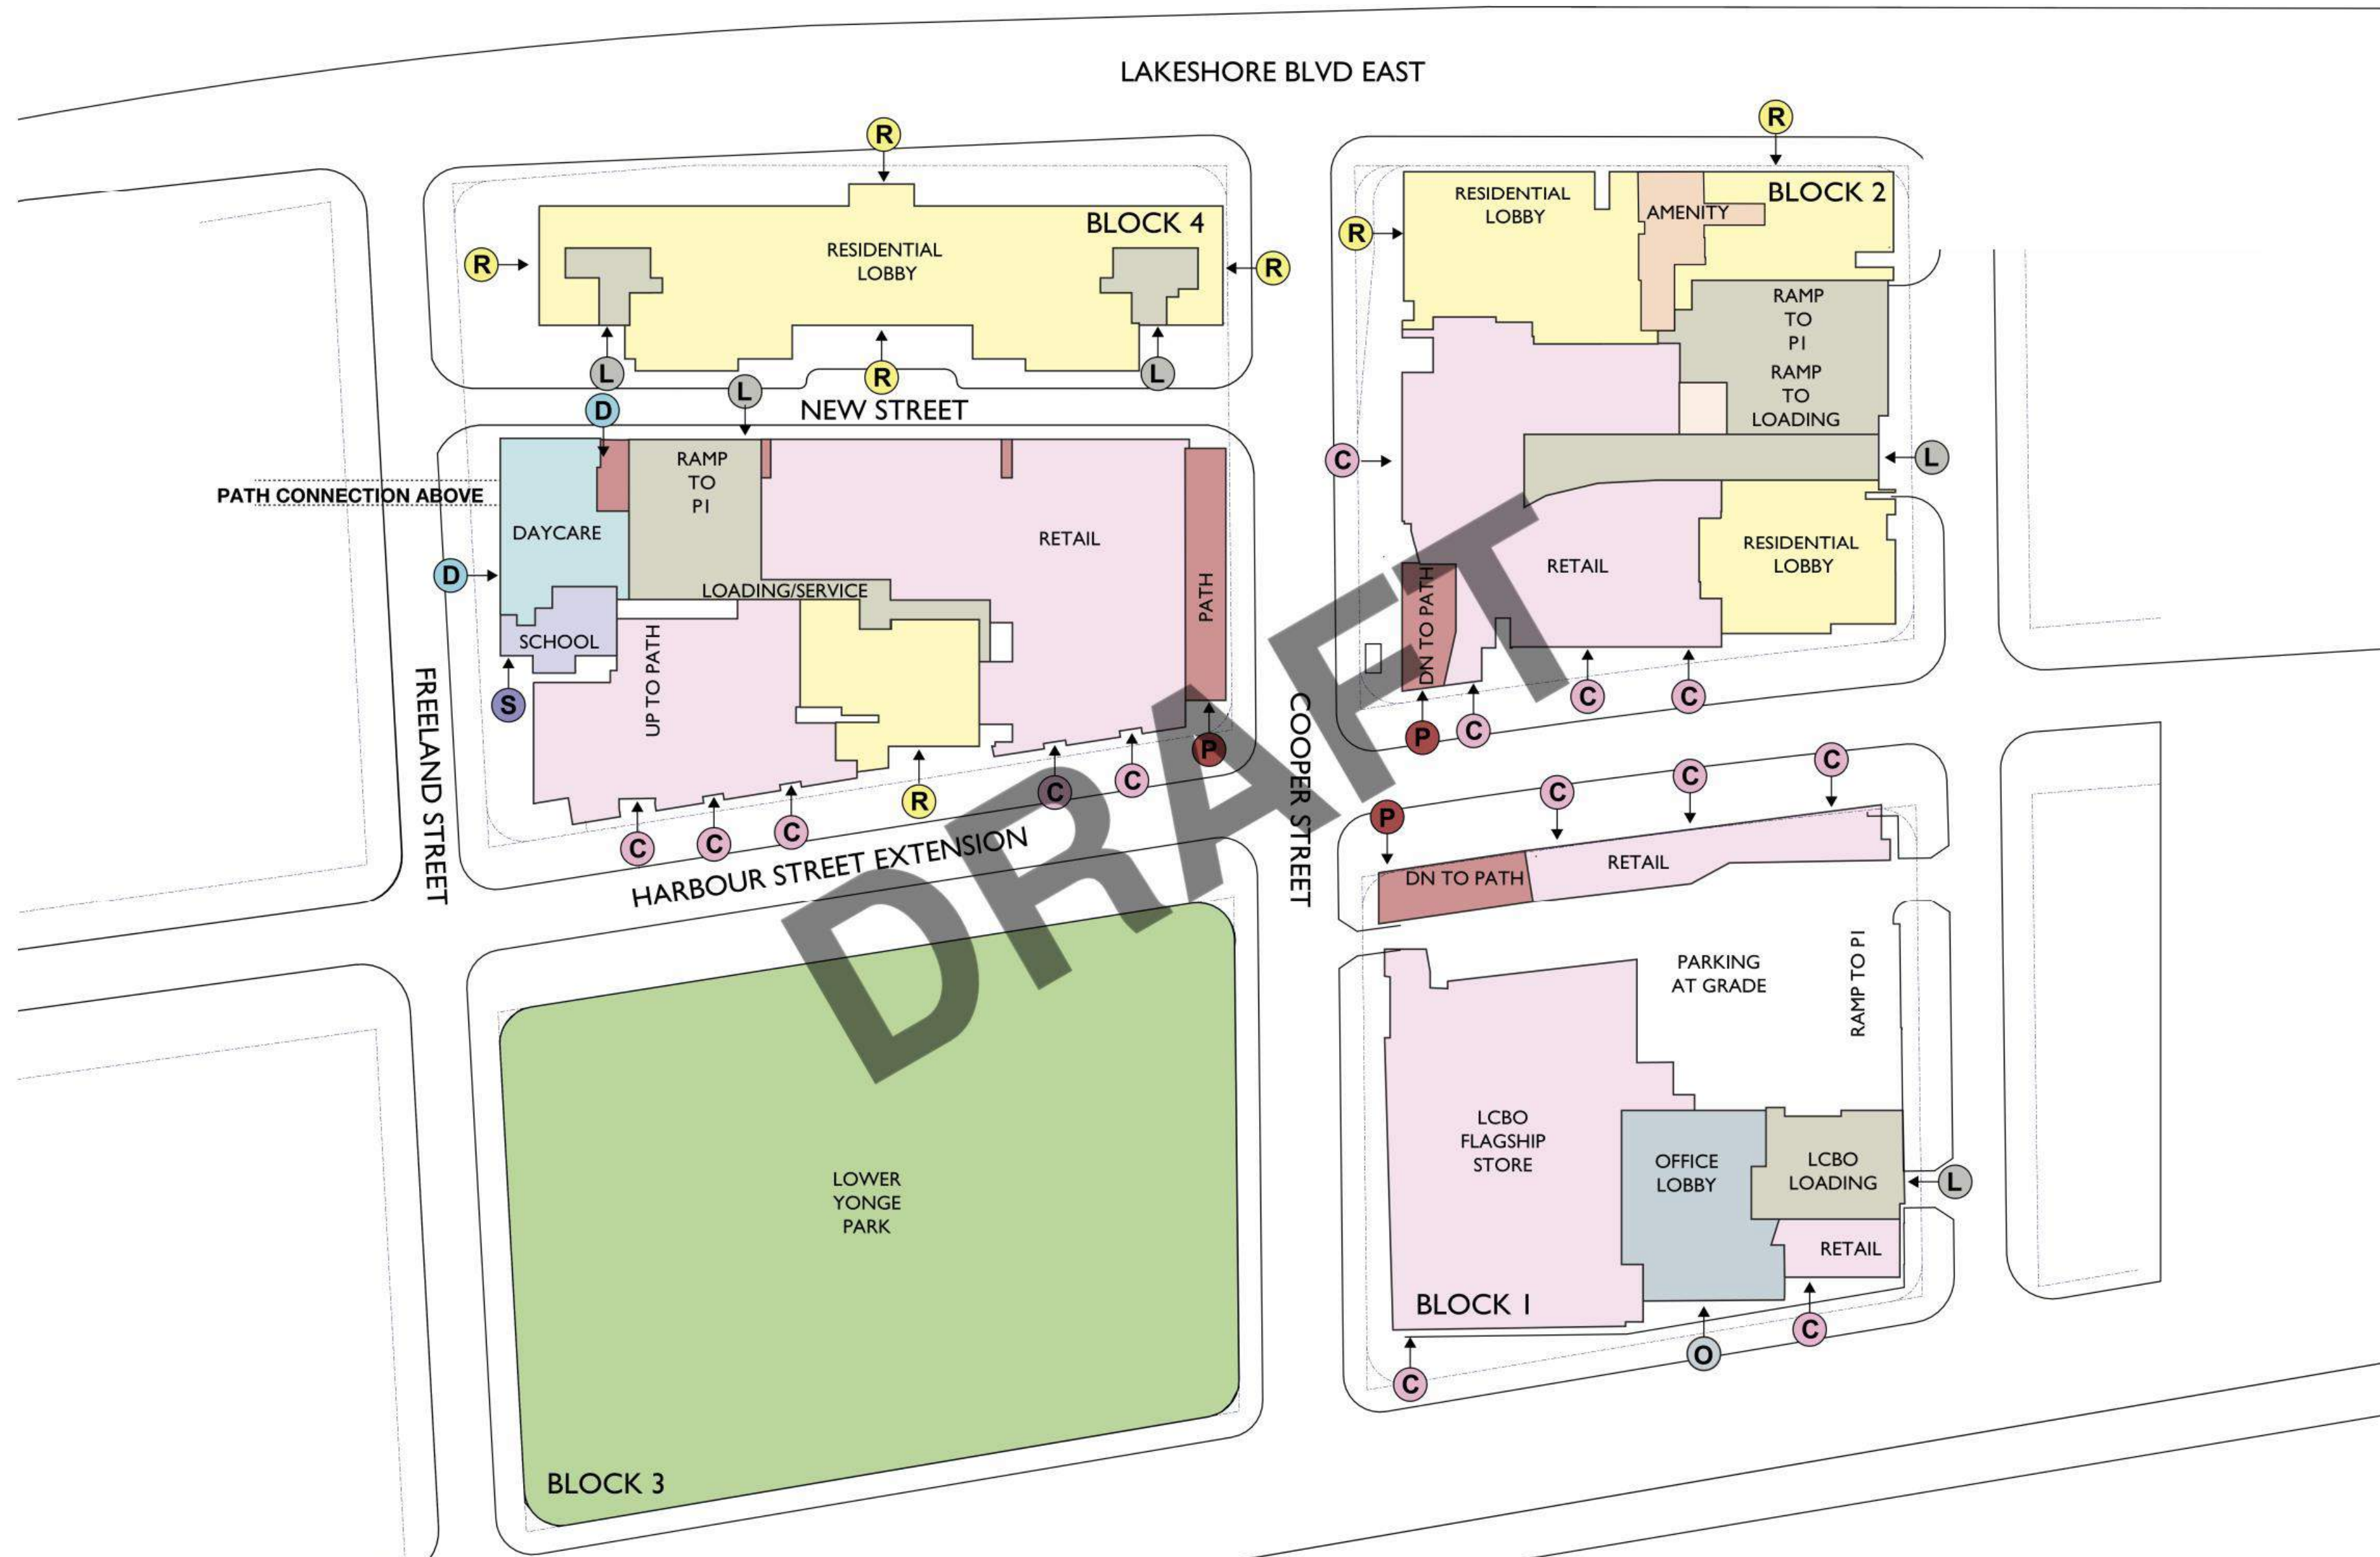 LAKESHORE BLVD EAST
R
R
BLOCK 4
RESIDENTIAL
LOBBY
R
R
L
R
L
RESIDENTIAL
LOBBY
AMENITY
BLOCK 2
R
RAMP
TO
PI
RAMP
TO
LOADING
C
L
RETAIL
RESIDENTIAL
LOBBY
DN TO PATH
P
C
C
C
D
L
NEW STREET
PATH CONNECTION ABOVE
DAYCARE
RAMP
TO
PI
RETAIL
D
LOADING/SERVICE
PATH
SCHOOL
UP TO PATH
S
R
C
C
C
C
C
P
FREELAND STREET
HARBOUR STREET EXTENSION
COOPER STREET
DRAFT
P
C
C
C
DN TO PATH
RETAIL
PARKING
AT GRADE
RAMP TO PI
LCBO
FLAGSHIP
STORE
OFFICE
LOBBY
LCBO
LOADING
L
RETAIL
BLOCK 1
C
O
C
LOWER
YONGE
PARK
BLOCK 3